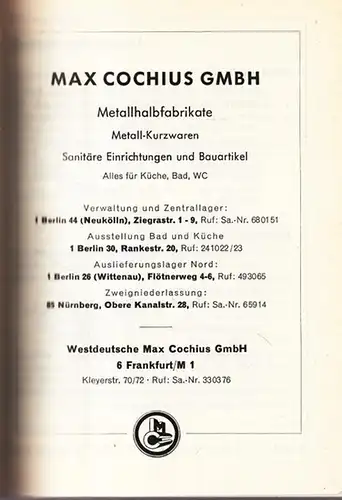 MAX COCHIUS GMBH
Metallhalbfabrikate
Metall-Kurzwaren
Sanitäre Einrichtungen und Bauartikel
Alles für Küche, Bad, WC
Verwaltung und Zentrallager:
1 Berlin 44 (Neukölln), Ziegrastr. 1 - 9, Ruf: Sa.-Nr. 680151
Ausstellung Bad und Küche
1 Berlin 30, Rankestr. 20, Ruf: 241022/23
Auslieferungslager Nord:
1 Berlin 26 (Wittenau), Flötnerweg 4-6, Ruf: 493065
Zweigniederlassung:
85 Nürnberg, Obere Kanalstr. 28, Ruf: Sa.-Nr. 65914
Westdeutsche Max Cochius GmbH
6 Frankfurt/M 1
Kleyerstr. 70/72 · Ruf: Sa.-Nr. 330376
M